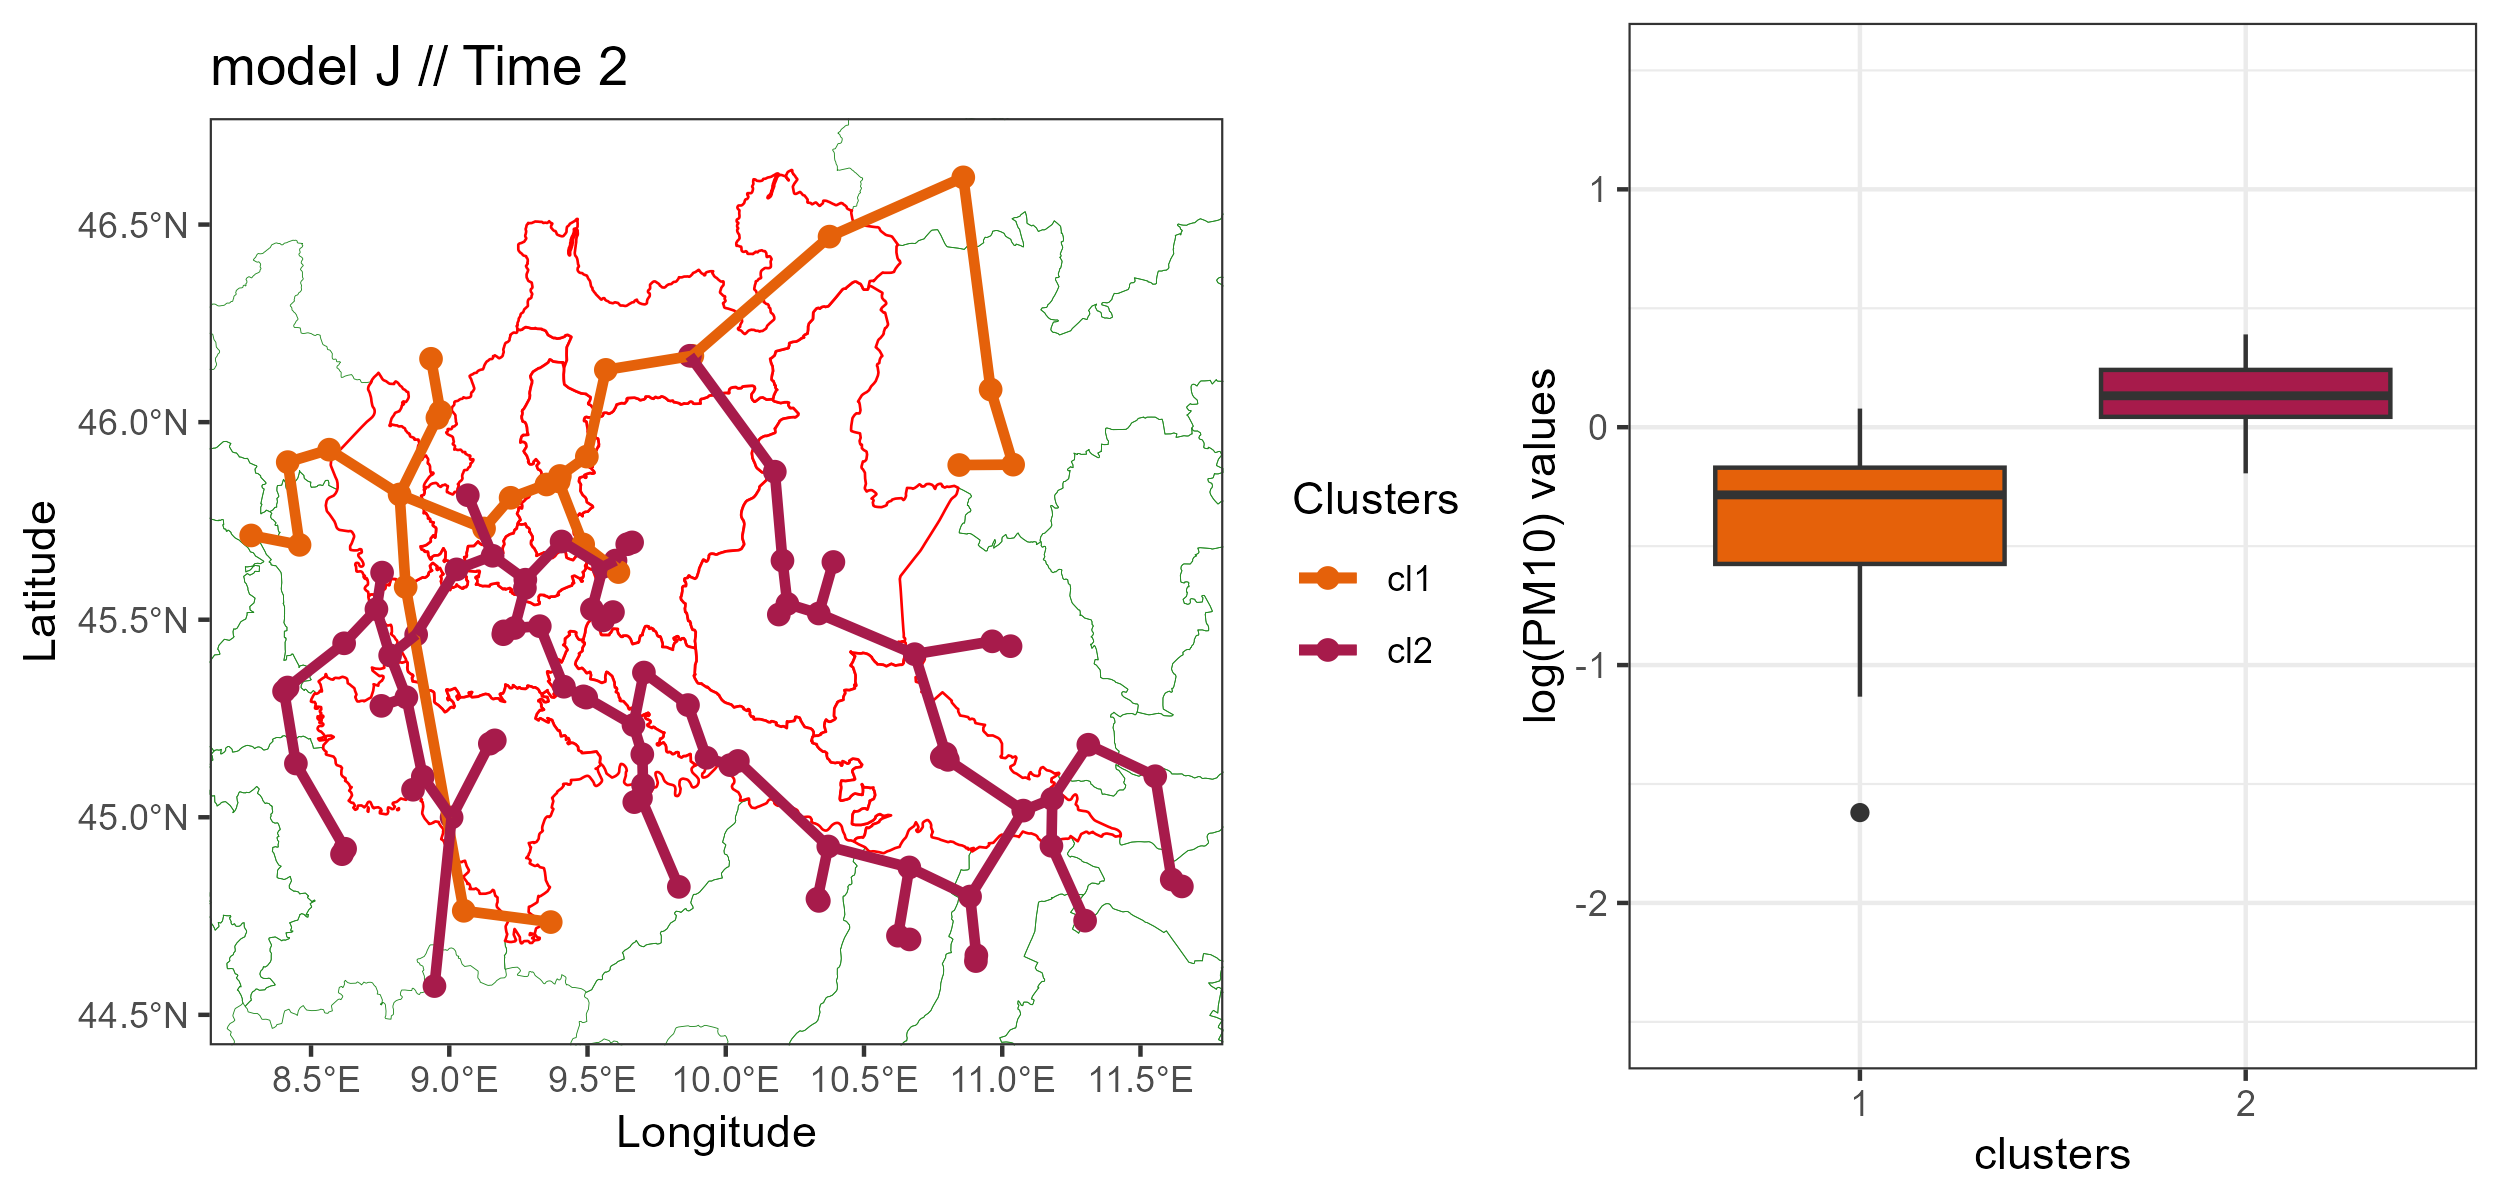 model J // Time 2
46.5°N
46.0°N
45.5°N
45.0°N
44.5°N
Latitude
8.5°E 9.0°E 9.5°E 10.0°E 10.5°E 11.0°E 11.5°E
Longitude
Clusters
cl1
cl2
log(PM10) values
1
0
-1
-2
1 2
clusters